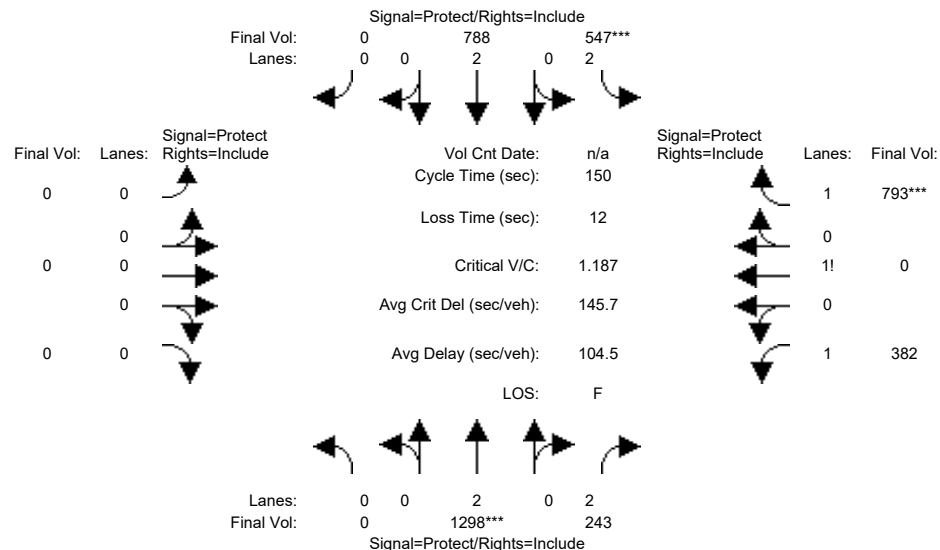 Signal=Protect/Rights=Include
Final Vol: 0 788 547***
Lanes: 0 0 2 0 2
Signal=Protect
Final Vol: Lanes: Rights=Include
Vol Cnt Date: n/a
Signal=Protect
Rights=Include Lanes: Final Vol:
Cycle Time (sec): 150
0 0
1 793***
Loss Time (sec): 12
0
0
0 0
Critical V/C: 1.187
1! 0
0
Avg Crit Del (sec/veh): 145.7
0
0 0
Avg Delay (sec/veh): 104.5
1 382
LOS: F
Lanes: 0 0 2 0 2
Final Vol: 0 1298*** 243
Signal=Protect/Rights=Include